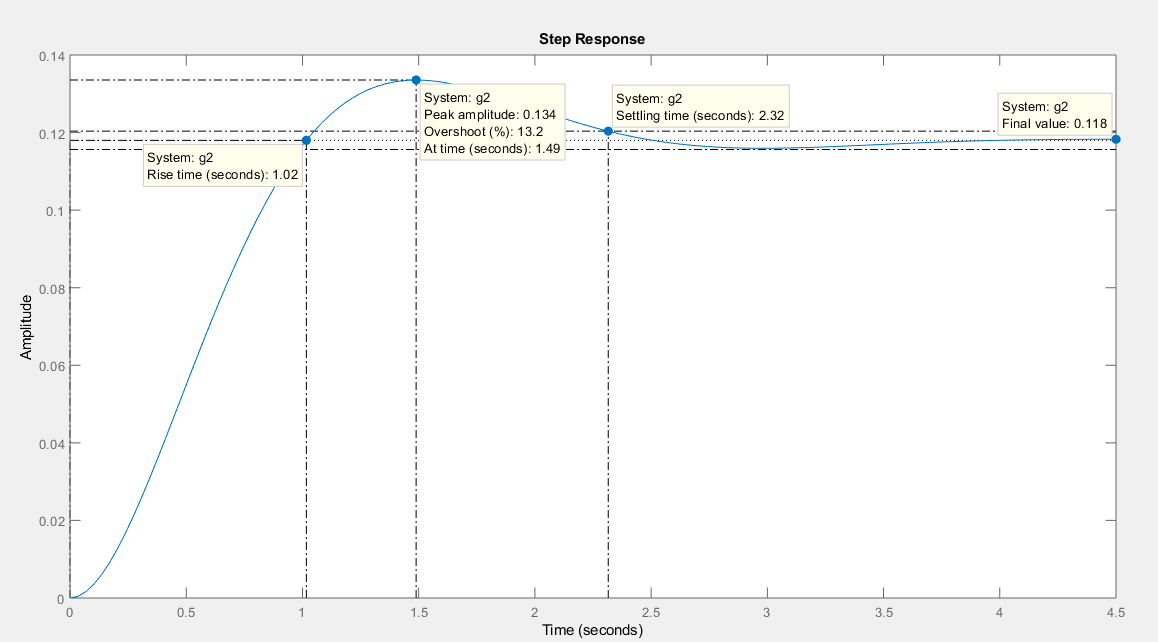 Step Response
0.14
0.12
0.1
0.08
0.06
0.04
0.02
0
Amplitude
System: g2
Rise time (seconds): 1.02
System: g2
Peak amplitude: 0.134
Overshoot (%): 13.2
At time (seconds): 1.49
System: g2
Settling time (seconds): 2.32
System: g2
Final value: 0.118
0
0.5
1
1.5
2
2.5
3
3.5
4
4.5
Time (seconds)